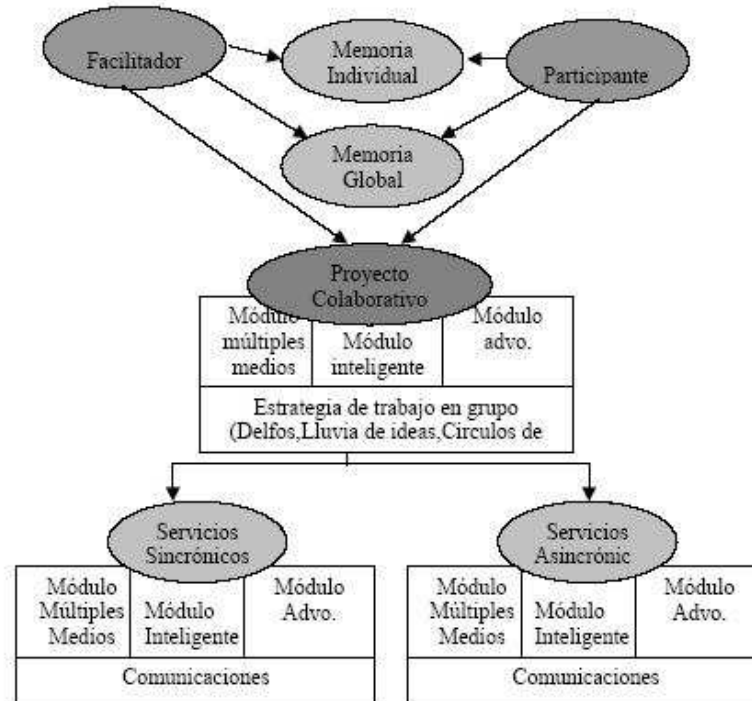 Facilitador
Memoria
Individual
Participante
Memoria
Global
Proyecto
Colaborativo
Módulo
múltiples
medios
Módulo
inteligente
Módulo
advo.
Estrategia de trabajo en grupo
(Delfos,Lluvia de ideas,Circulos de
Servicios
Sincrónicos
Módulo
Múltiples
Medios
Módulo
Inteligente
Módulo
Advo.
Comunicaciones
Servicios
Asincrónic
Módulo
Múltiples
Medios
Módulo
Inteligente
Módulo
Advo.
Comunicaciones